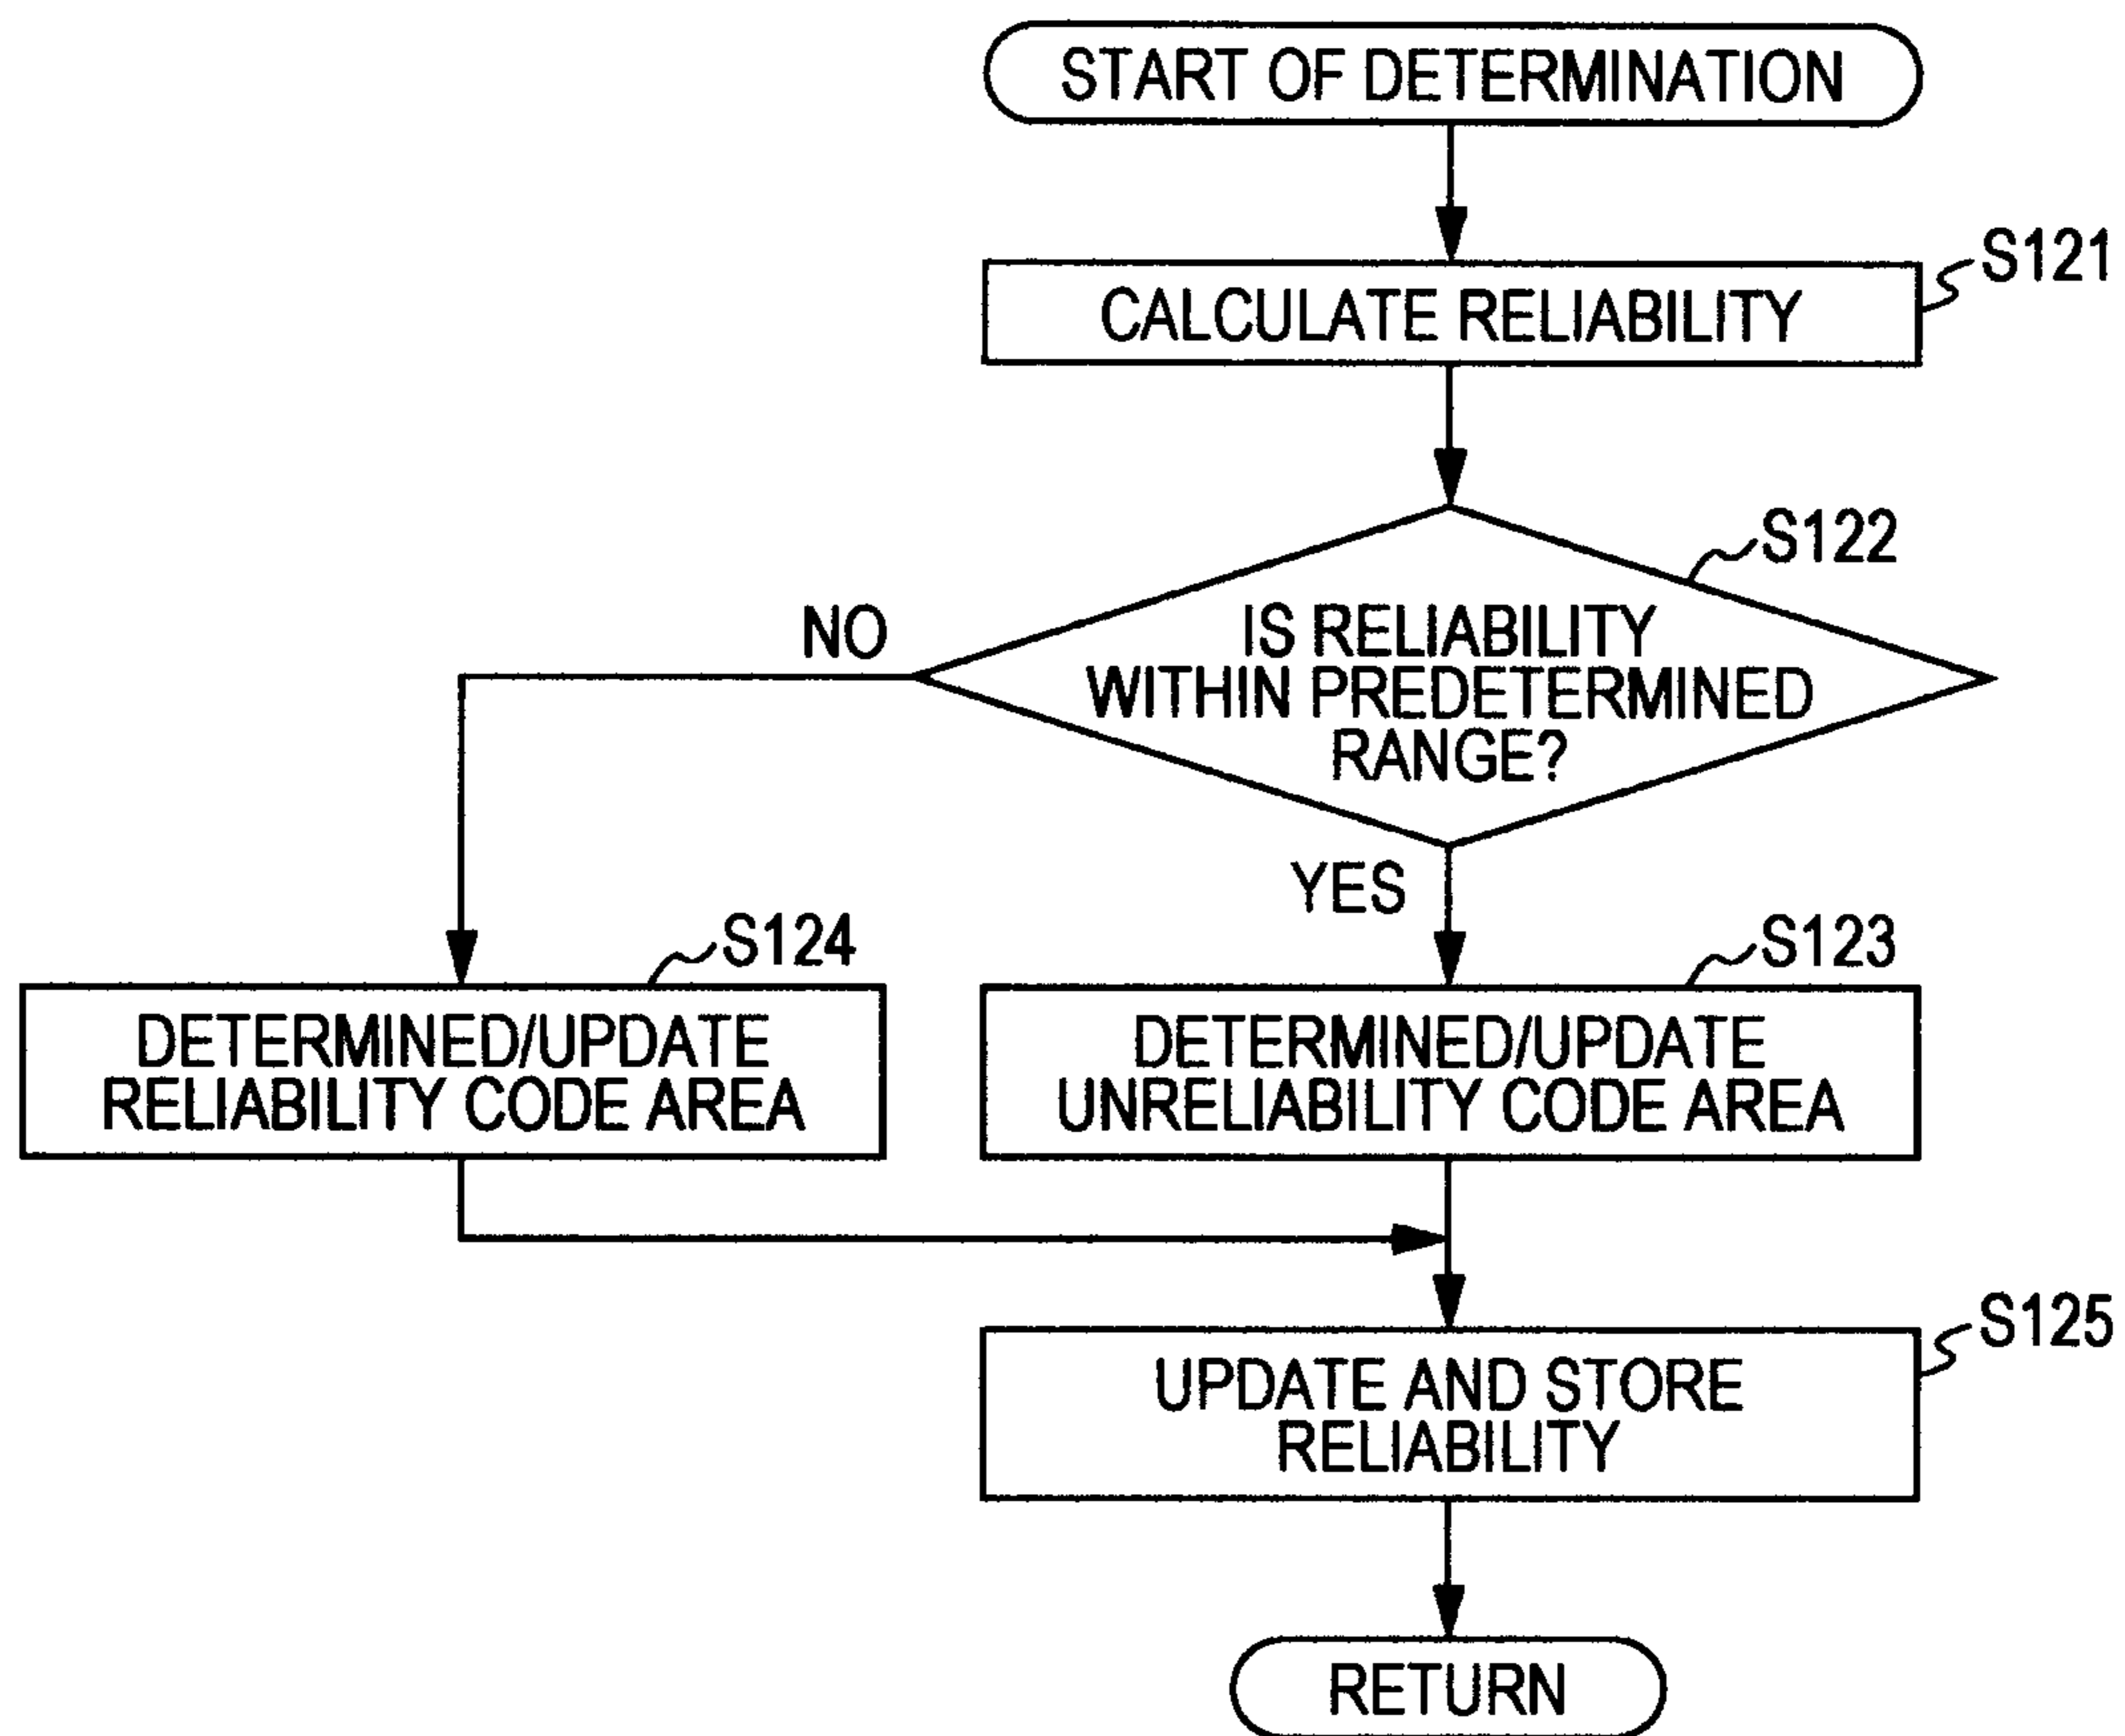 START OF DETERMINATION
S121
CALCULATE RELIABILITY
S122
NO
IS RELIABILITY
WITHIN PREDETERMINED
RANGE?
YES
S124
S123
DETERMINED/UPDATE
RELIABILITY CODE AREA
DETERMINED/UPDATE
UNRELIABILITY CODE AREA
S125
UPDATE AND STORE
RELIABILITY
RETURN